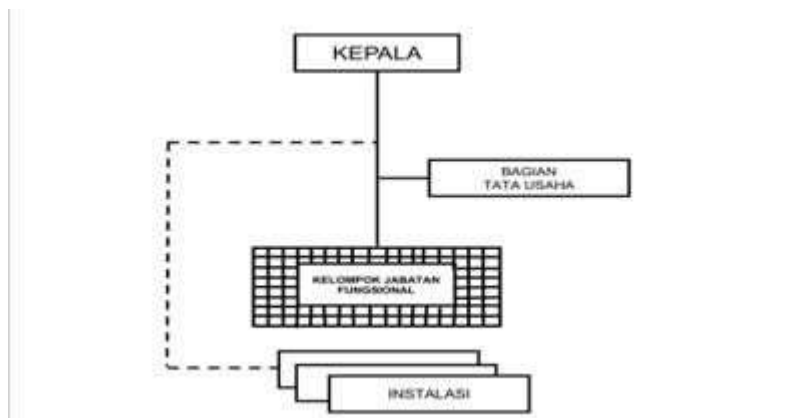 KEPALA
BAGIAN
TATA USAHA
KELOMPOK JABATAN
FUNGSIONAL
INSTALASI